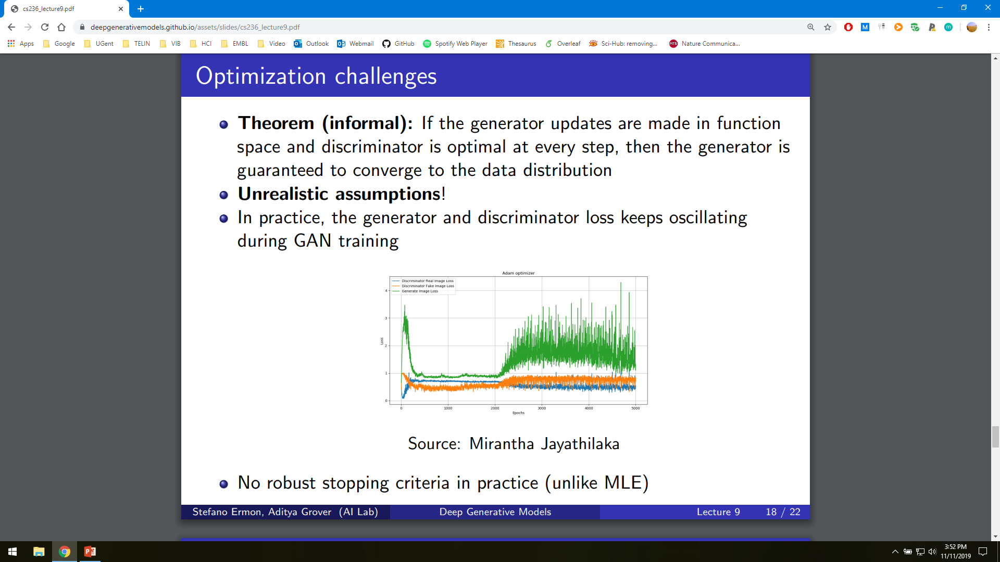 cs236_lecture9.pdf
deepgenerativemodels.github.io/assets/slides/cs236_lecture9.pdf
Apps Google UGent TELIN VIB HCI EMBL Video Outlook Webmail GitHub Spotify Web Player Thesaurus Overleaf Sci-Hub: removing... Nature Communica...
Optimization challenges
Theorem (informal): If the generator updates are made in function
space and discriminator is optimal at every step, then the generator is
guaranteed to converge to the data distribution
Unrealistic assumptions!
In practice, the generator and discriminator loss keeps oscillating
during GAN training
Adam optimizer
Discriminator Real Image Loss
Discriminator Fake Image Loss
Generate Image Loss
4
3
Loss
2
1
0
0 1000 2000 3000 4000 5000
Epochs
Source: Mirantha Jayathilaka
No robust stopping criteria in practice (unlike MLE)
Stefano Ermon, Aditya Grover (AI Lab) Deep Generative Models Lecture 9 18 / 22
3:52 PM
11/11/2019